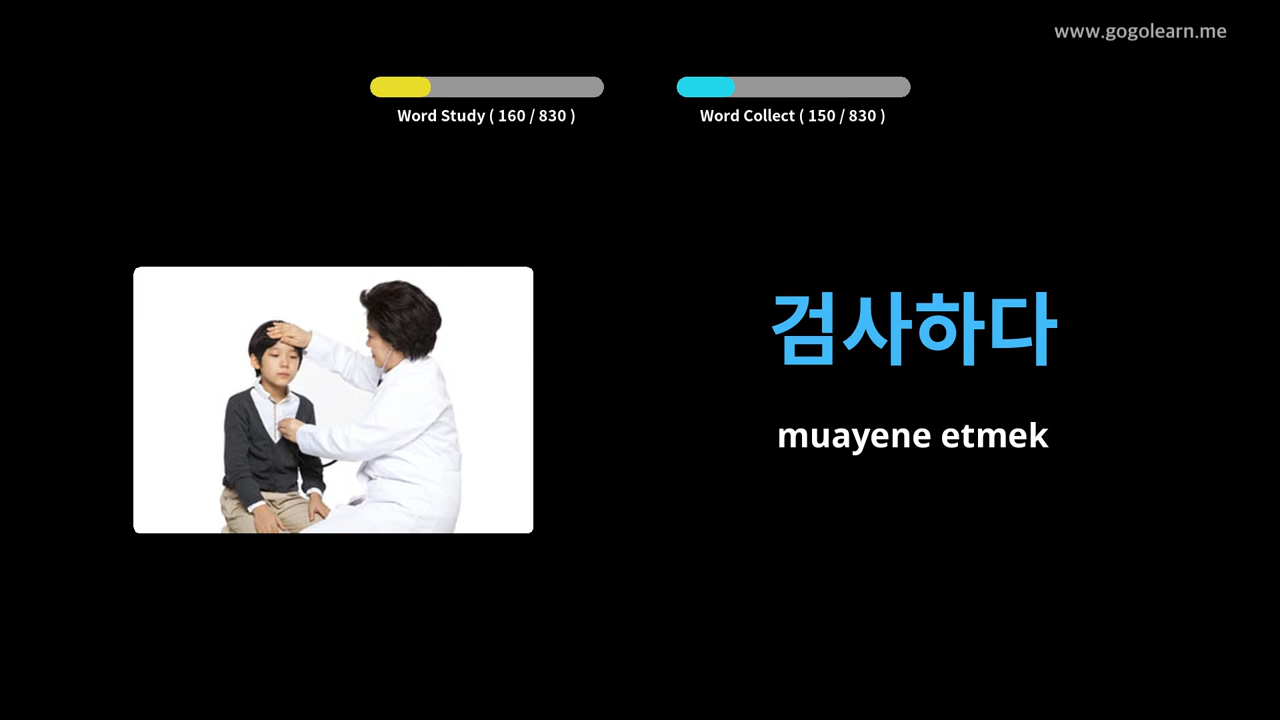 www.gogolearn.me
Word Study ( 160 / 830 )
Word Collect ( 150 / 830 )
검사하다
muayene etmek